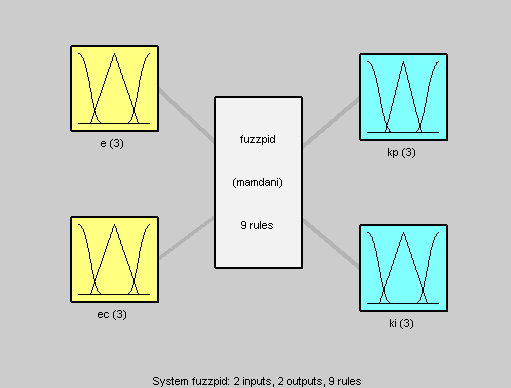 e (3)
ec (3)
fuzzpid
(mamdani)
9 rules
kp (3)
ki (3)
System fuzzpid: 2 inputs, 2 outputs, 9 rules